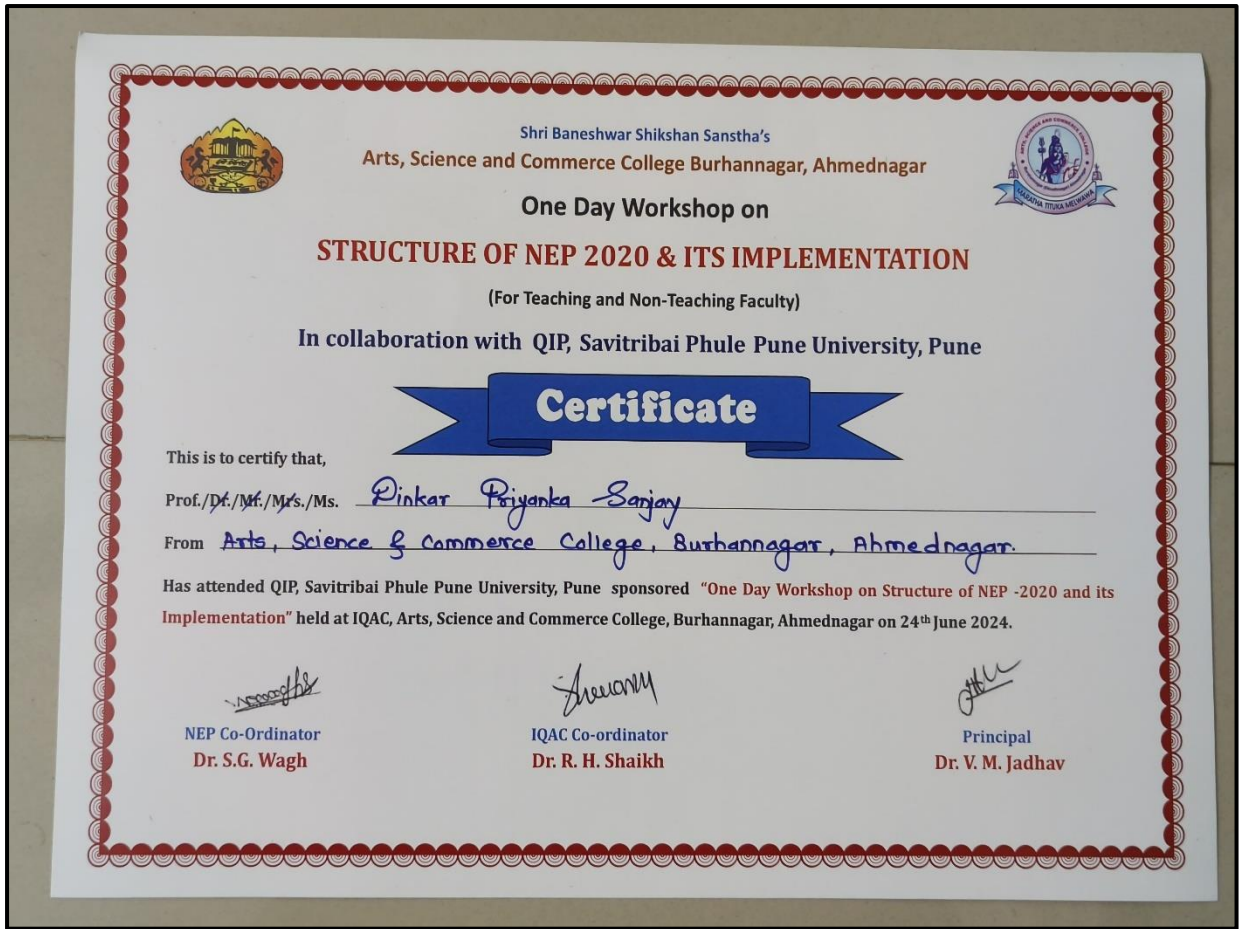 Shri Baneshwar Shikshan Sanstha's
Arts, Science and Commerce College Burhannagar, Ahmednagar
One Day Workshop on
STRUCTURE OF NEP 2020 & ITS IMPLEMENTATION
(For Teaching and Non-Teaching Faculty)
In collaboration with QIP, Savitribai Phule Pune University, Pune
MARATHA TITUKA MELWAWA
Certificate
This is to certify that,
Prof./Dr./Mr./Mrs./Ms. Dinkar Priyanka Sanjay
From Arts, Science & Commerce College, Burhannagar, Ahmednagar.
Has attended QIP, Savitribai Phule Pune University, Pune sponsored "One Day Workshop on Structure of NEP -2020 and its
Implementation" held at IQAC, Arts, Science and Commerce College, Burhannagar, Ahmednagar on 24th June 2024.
NEP Co-Ordinator
Dr. S.G. Wagh
IQAC Co-ordinator
Dr. R. H. Shaikh
Principal
Dr. V. M. Jadhav